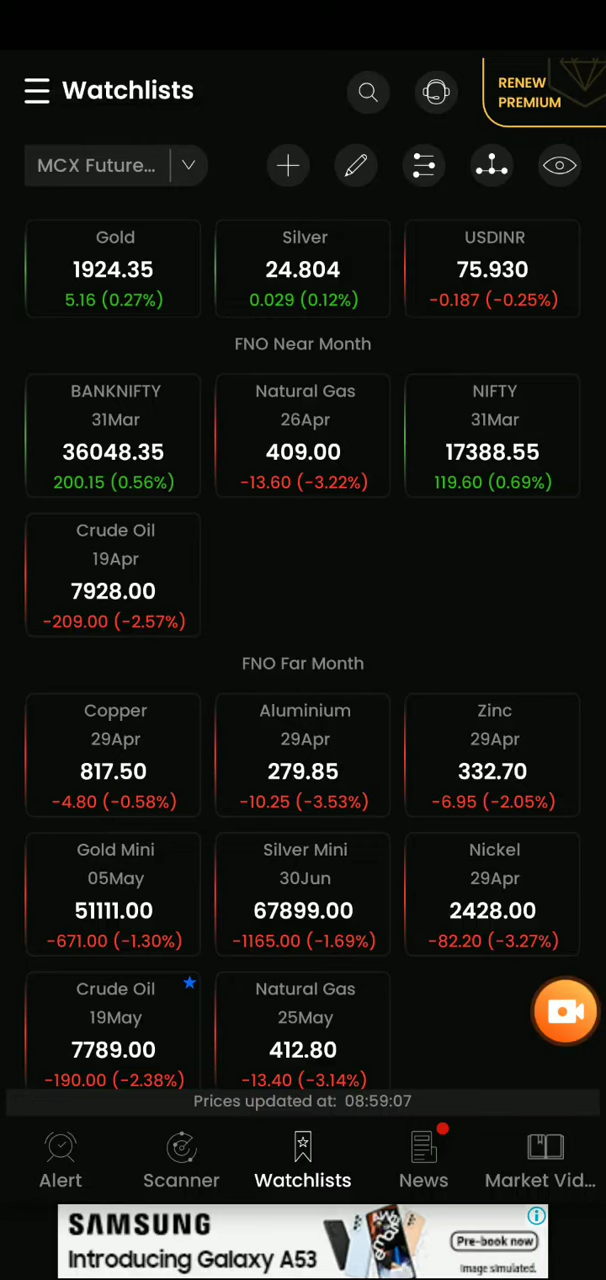 Watchlists
RENEW
PREMIUM
MCX Future...
Gold Silver USDINR
1924.35 24.804 75.930
5.16 (0.27%) 0.029 (0.12%) -0.187 (-0.25%)
FNO Near Month
BANKNIFTY Natural Gas NIFTY
31Mar 26Apr 31Mar
36048.35 409.00 17388.55
200.15 (0.56%) -13.60 (-3.22%) 119.60 (0.69%)
Crude Oil
19Apr
7928.00
-209.00 (-2.57%)
FNO Far Month
Copper Aluminium Zinc
29Apr 29Apr 29Apr
817.50 279.85 332.70
-4.80 (-0.58%) -10.25 (-3.53%) -6.95 (-2.05%)
Gold Mini Silver Mini Nickel
05May 30Jun 29Apr
51111.00 67899.00 2428.00
-671.00 (-1.30%) -1165.00 (-1.69%) -82.20 (-3.27%)
Crude Oil Natural Gas
19May 25May
7789.00 412.80
-190.00 (-2.38%) -13.40 (-3.14%)
Prices updated at: 08:59:07
Alert Scanner Watchlists News Market Vid...
SAMSUNG
Introducing Galaxy A53
Pre-book now
Image simulated.